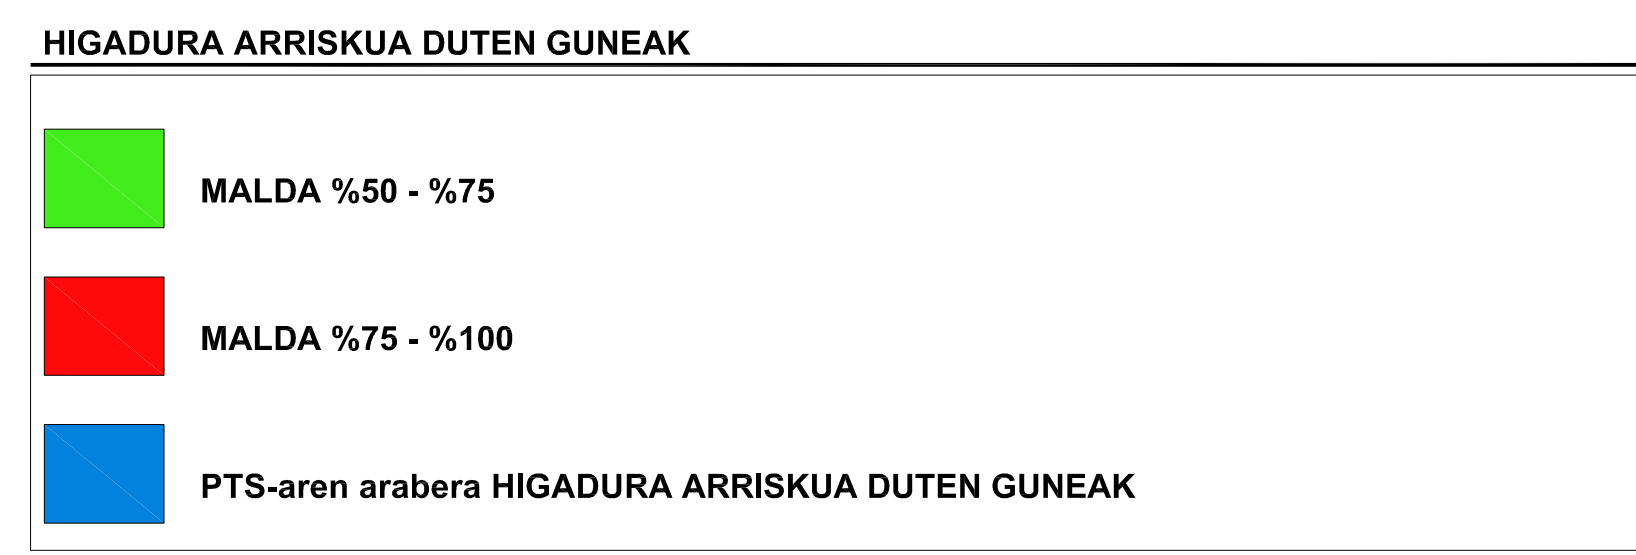 HIGADURA ARRISKUA DUTEN GUNEAK
MALDA %50 - %75
MALDA %75 - %100
PTS-aren arabera HIGADURA ARRISKUA DUTEN GUNEAK